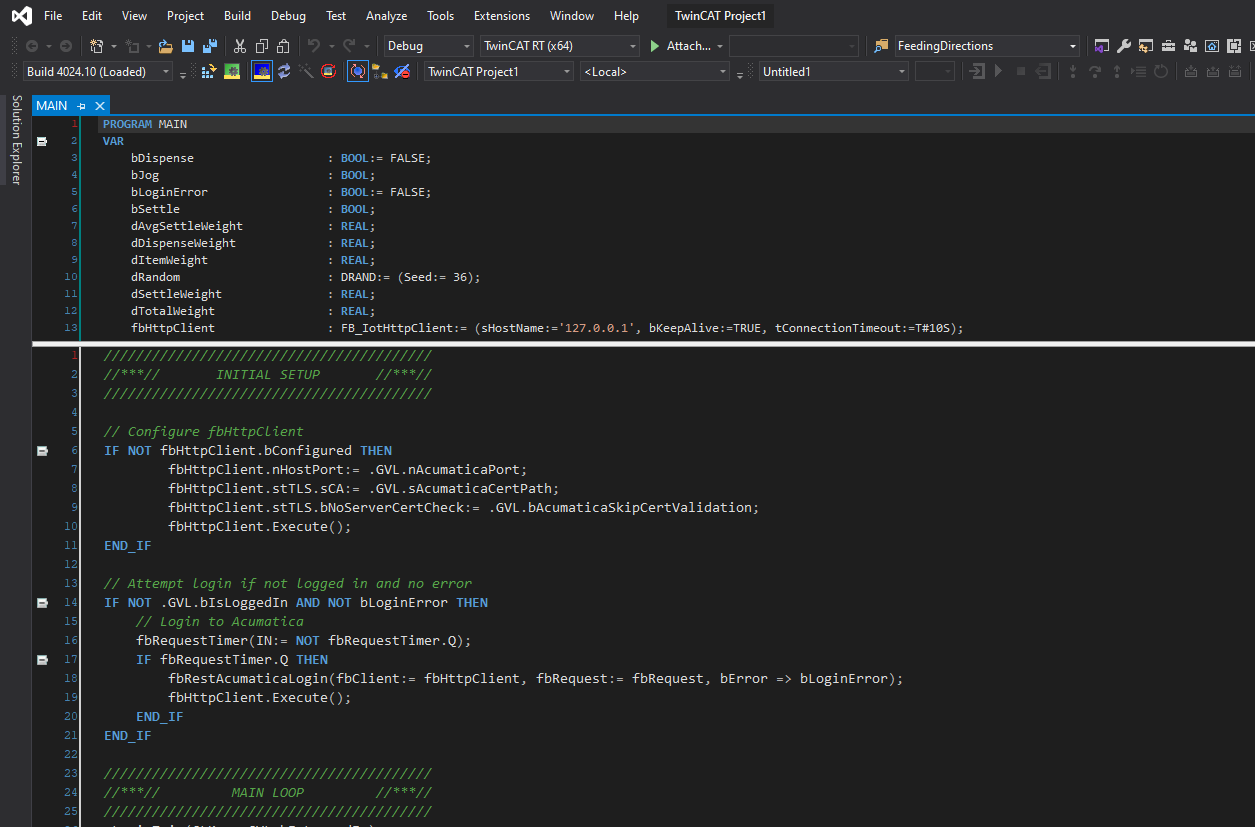 File Edit View Project Build Debug Test Analyze Tools Extensions Window Help TwinCAT Project1
Debug TwinCAT RT (x64) Attach... FeedingDirections
Build 4024.10 (Loaded) TwinCAT Project1 <Local> Untitled1
Solution Explorer
MAIN
1 PROGRAM MAIN
2 VAR
3 bDispense : BOOL:= FALSE;
4 bJog : BOOL;
5 bLoginError : BOOL:= FALSE;
6 bSettle : BOOL;
7 dAvgSettleWeight : REAL;
8 dDispenseWeight : REAL;
9 dItemWeight : REAL;
10 dRandom : DRAND:= (Seed:= 36);
11 dSettleWeight : REAL;
12 dTotalWeight : REAL;
13 fbHttpClient : FB_IotHttpClient:= (sHostName:='127.0.0.1', bKeepAlive:=TRUE, tConnectionTimeout:=T#10S);
1 /////////////////////////////////////////
2 //***// INITIAL SETUP //***//
3 /////////////////////////////////////////
4
5 // Configure fbHttpClient
6 IF NOT fbHttpClient.bConfigured THEN
7 fbHttpClient.nHostPort:= .GVL.nAcumaticaPort;
8 fbHttpClient.stTLS.sCA:= .GVL.sAcumaticaCertPath;
9 fbHttpClient.stTLS.bNoServerCertCheck:= .GVL.bAcumaticaSkipCertValidation;
10 fbHttpClient.Execute();
11 END_IF
12
13 // Attempt login if not logged in and no error
14 IF NOT .GVL.bIsLoggedIn AND NOT bLoginError THEN
15 // Login to Acumatica
16 fbRequestTimer(IN:= NOT fbRequestTimer.Q);
17 IF fbRequestTimer.Q THEN
18 fbRestAcumaticaLogin(fbClient:= fbHttpClient, fbRequest:= fbRequest, bError => bLoginError);
19 fbHttpClient.Execute();
20 END_IF
21 END_IF
22
23 /////////////////////////////////////////
24 //***// MAIN LOOP //***//
25 /////////////////////////////////////////